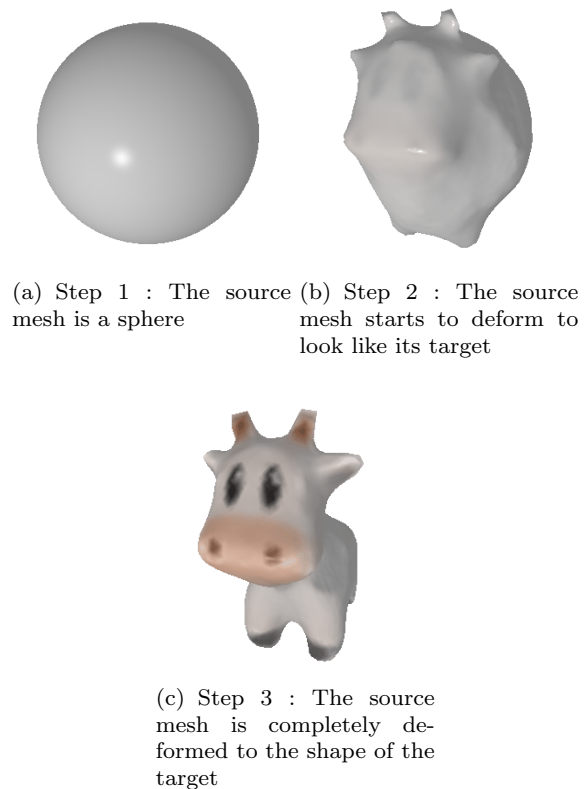 (a) Step 1 : The source
mesh is a sphere
(b) Step 2 : The source
mesh starts to deform to
look like its target
(c) Step 3 : The source
mesh is completely de-
formed to the shape of the
target